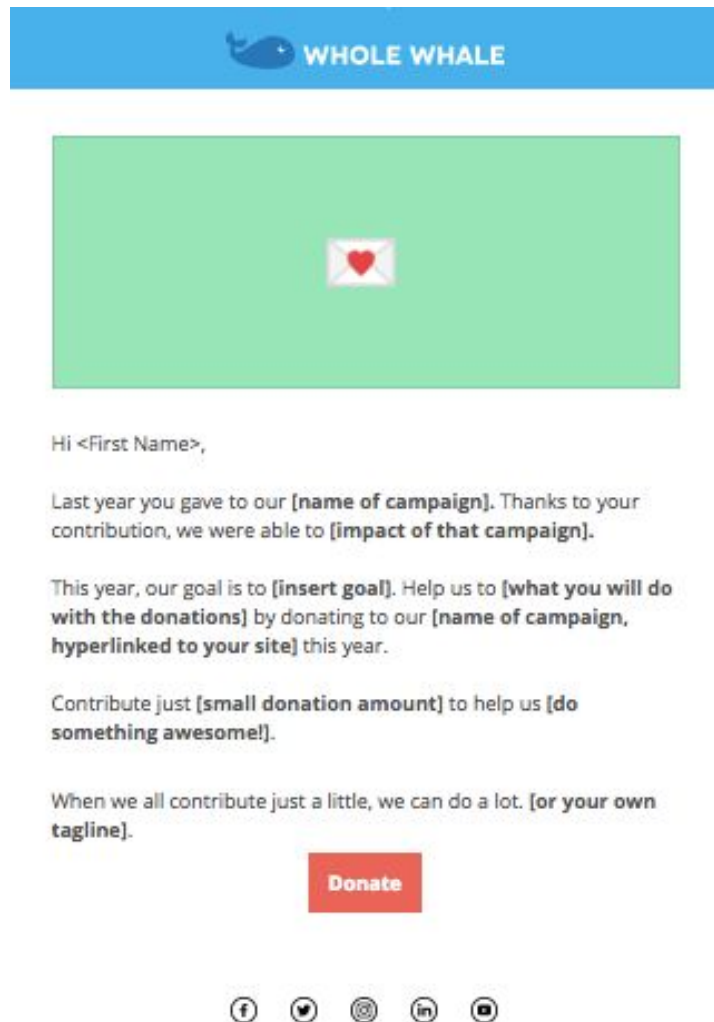 WHOLE WHALE
Hi <First Name>,
Last year you gave to our [name of campaign]. Thanks to your
contribution, we were able to [impact of that campaign].
This year, our goal is to [insert goal]. Help us to [what you will do
with the donations] by donating to our [name of campaign,
hyperlinked to your site] this year.
Contribute just [small donation amount] to help us [do
something awesome!].
When we all contribute just a little, we can do a lot. [or your own
tagline].
Donate